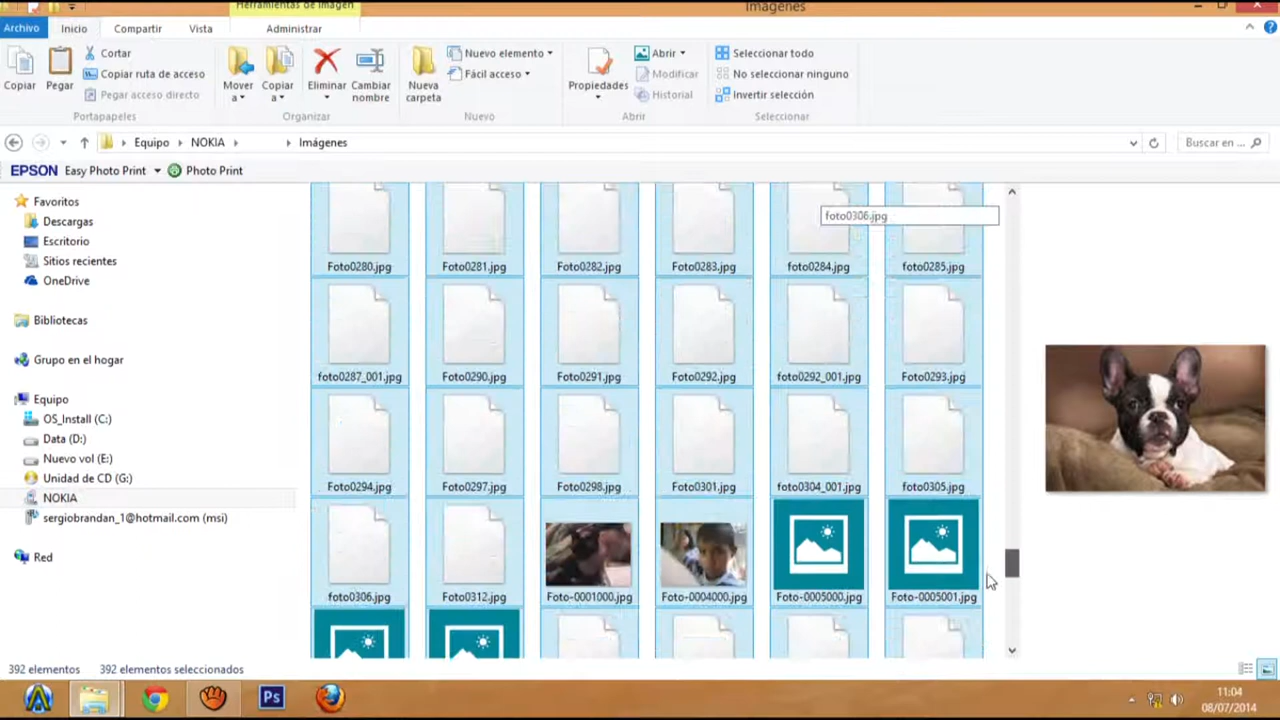 Herramientas de imagen
Imágenes
Archivo
Inicio
Compartir
Vista
Administrar
Copiar
Pegar
Cortar
Copiar ruta de acceso
Pegar acceso directo
Portapapeles
Mover
a
Copiar
a
Eliminar
Cambiar
nombre
Organizar
Nueva
carpeta
Nuevo elemento
Fácil acceso
Nuevo
Propiedades
Abrir
Modificar
Historial
Abrir
Seleccionar todo
No seleccionar ninguno
Invertir selección
Seleccionar
Equipo
NOKIA
Imágenes
Buscar en ...
EPSON Easy Photo Print
Photo Print
Favoritos
Descargas
Escritorio
Sitios recientes
OneDrive
Bibliotecas
Grupo en el hogar
Equipo
OS_Install (C:)
Data (D:)
Nuevo vol (E:)
Unidad de CD (G:)
NOKIA
sergiobrandan_1@hotmail.com (msi)
Red
foto0306.jpg
Foto0280.jpg
Foto0281.jpg
Foto0282.jpg
Foto0283.jpg
foto0284.jpg
foto0285.jpg
foto0287_001.jpg
Foto0290.jpg
Foto0291.jpg
Foto0292.jpg
foto0292_001.jpg
Foto0293.jpg
Foto0294.jpg
Foto0297.jpg
Foto0298.jpg
Foto0301.jpg
foto0304_001.jpg
foto0305.jpg
foto0306.jpg
Foto0312.jpg
Foto-0001000.jpg
Foto-0004000.jpg
Foto-0005000.jpg
Foto-0005001.jpg
392 elementos
392 elementos seleccionados
Ps
11:04
08/07/2014